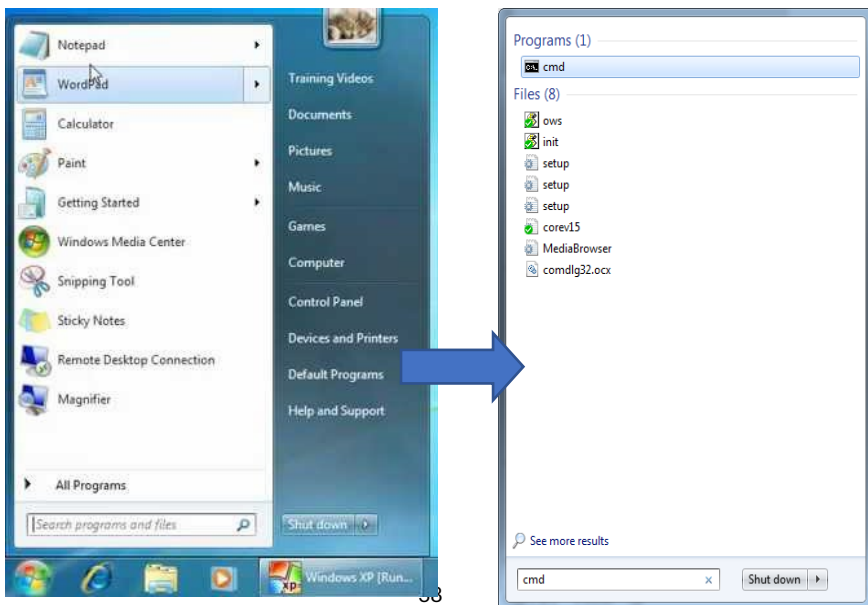 Notepad
WordPad
Calculator
Paint
Getting Started
Windows Media Center
Snipping Tool
Sticky Notes
Remote Desktop Connection
Magnifier
All Programs
Search programs and files
Training Videos
Documents
Pictures
Music
Games
Computer
Control Panel
Devices and Printers
Default Programs
Help and Support
Shut down
xp
Windows XP [Run...
Programs (1)
cmd
Files (8)
ows
init
setup
setup
setup
corev15
MediaBrowser
comdlg32.ocx
See more results
cmd
Shut down